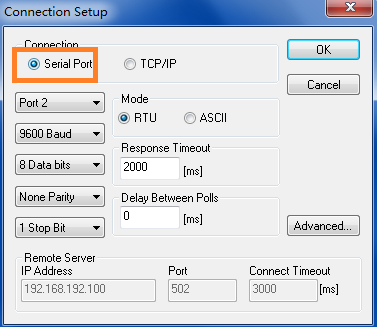 Connection Setup
Connection
Serial Port
TCP/IP
OK
Cancel
Port 2
Mode
RTU
ASCII
9600 Baud
Response Timeout
2000 [ms]
8 Data bits
None Parity
Delay Between Polls
0 [ms]
1 Stop Bit
Advanced...
Remote Server
IP Address Port Connect Timeout
192.168.192.100 502 3000 [ms]